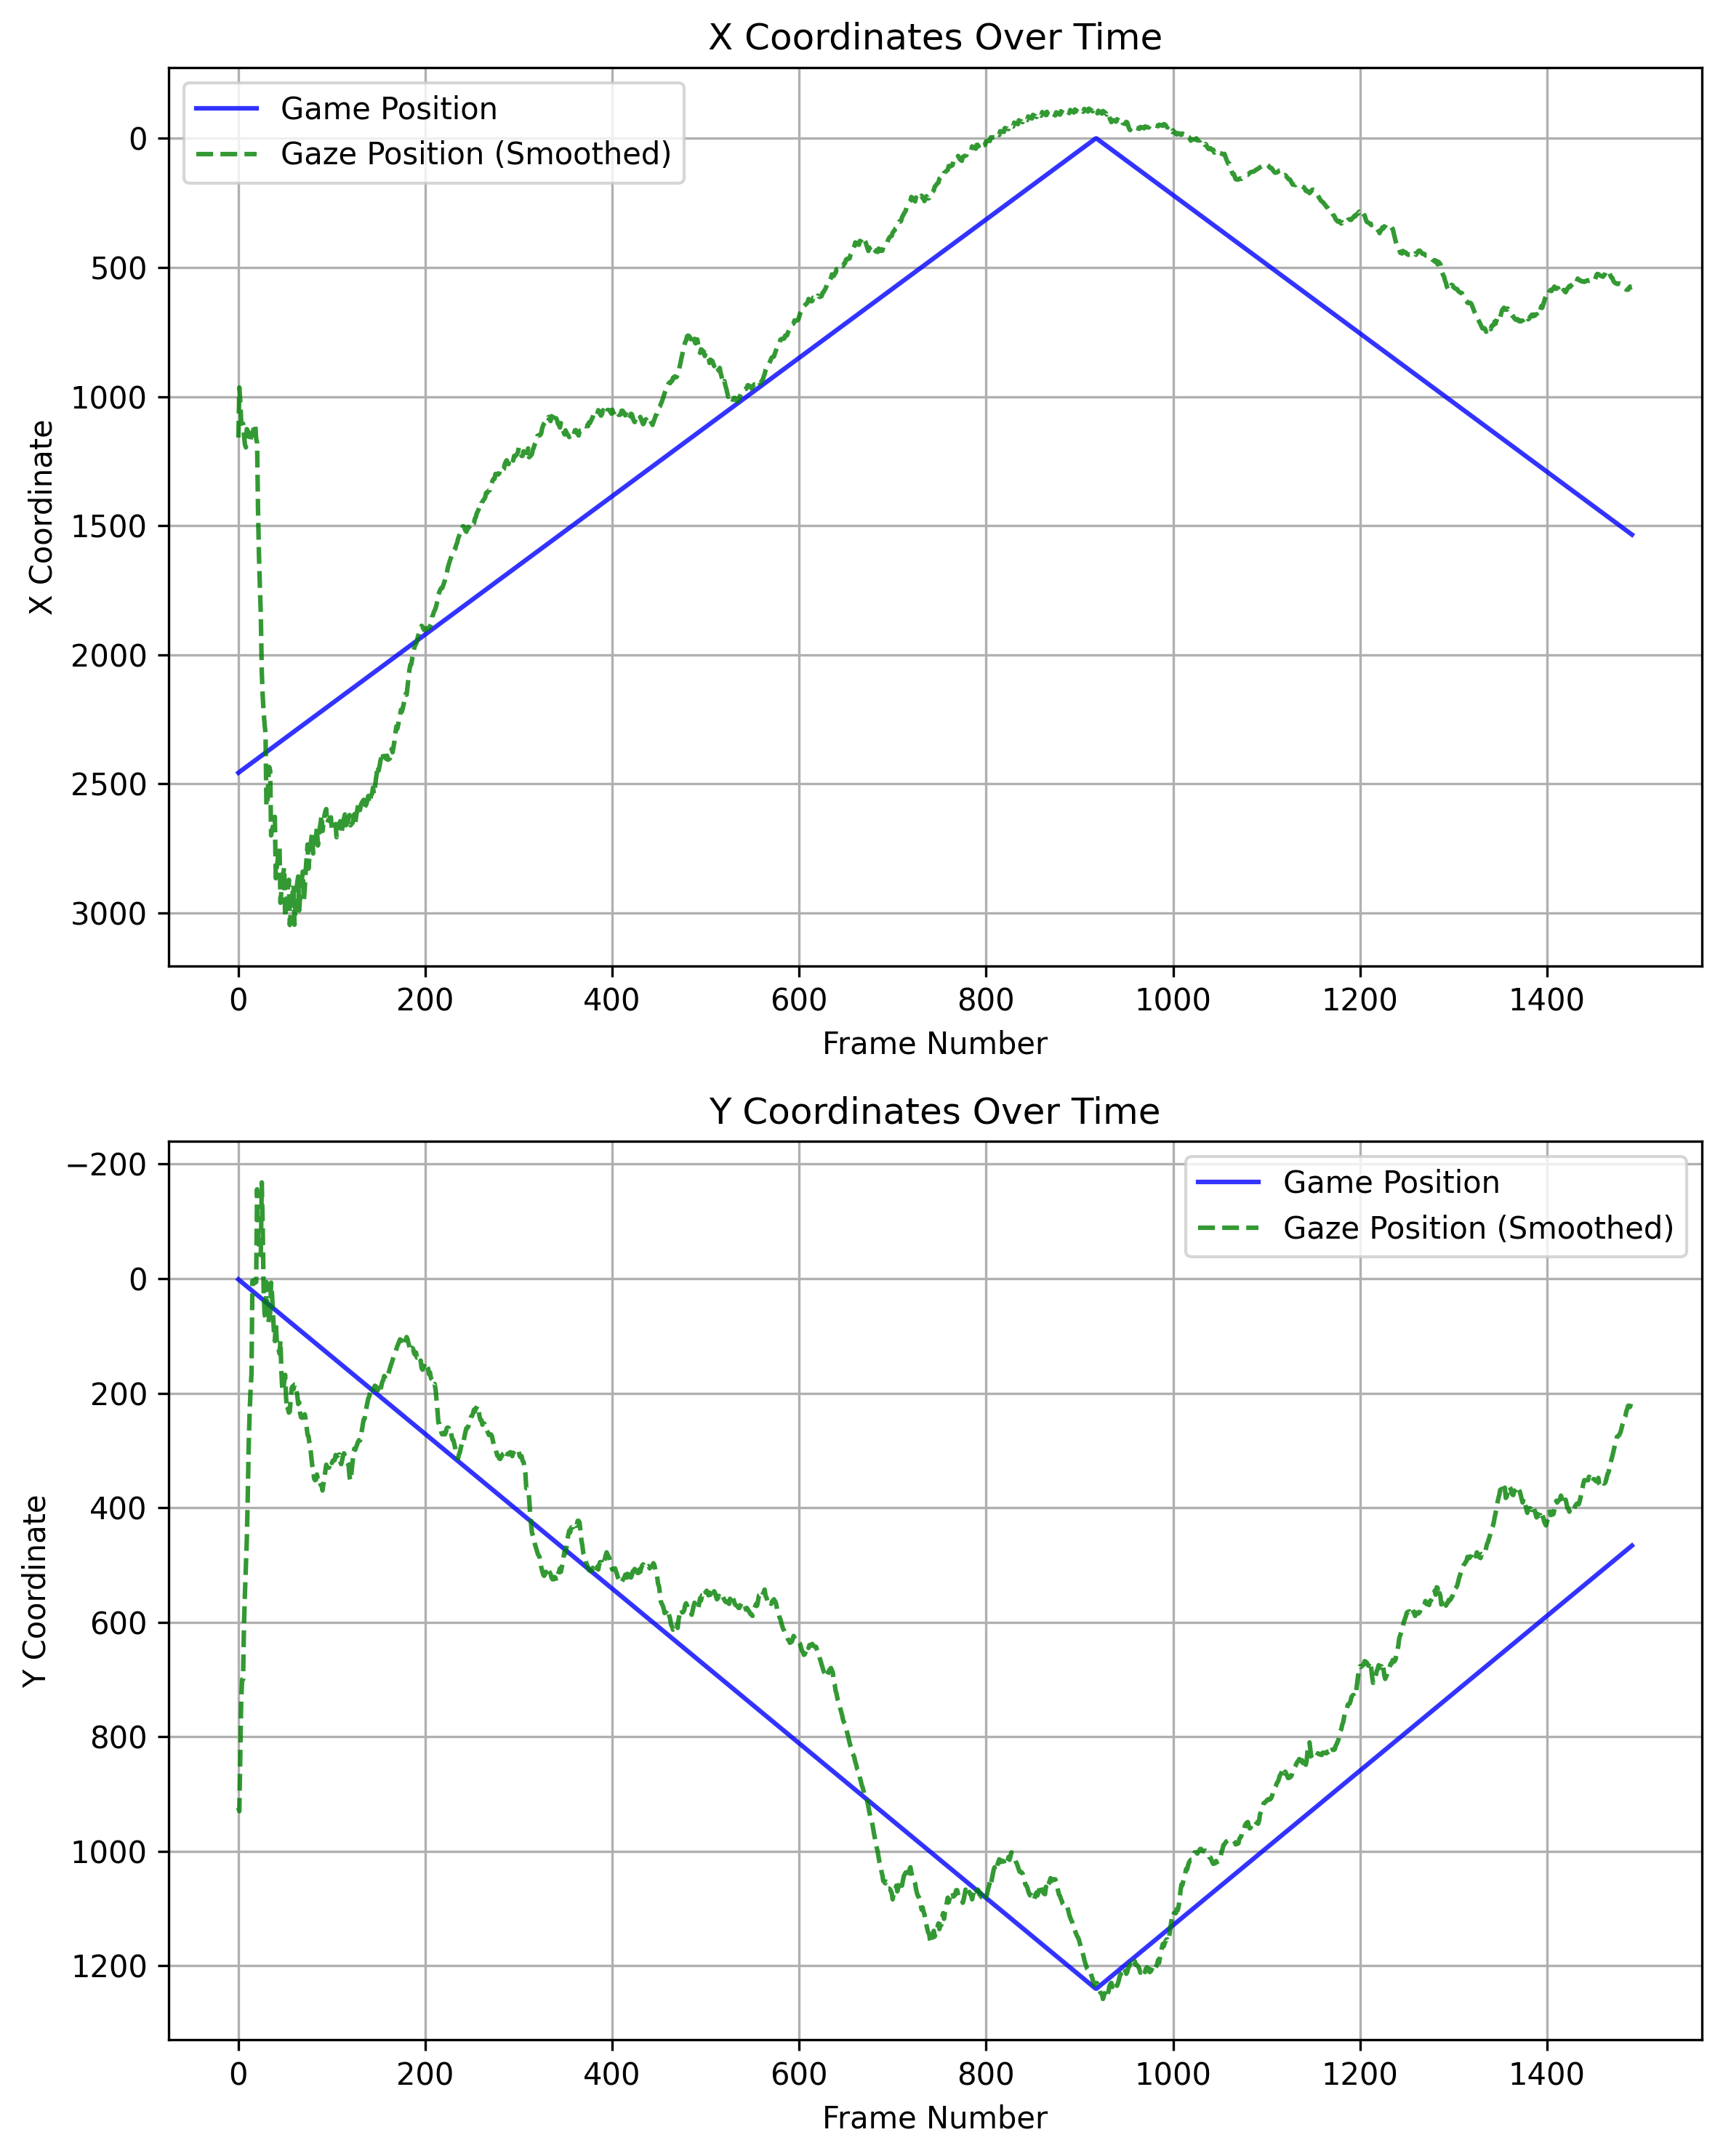 X Coordinates Over Time
Game Position
Gaze Position (Smoothed)
0
500
1000
1500
2000
2500
3000
X Coordinate
0 200 400 600 800 1000 1200 1400
Frame Number
Y Coordinates Over Time
Game Position
Gaze Position (Smoothed)
−200
0
200
400
600
800
1000
1200
Y Coordinate
0 200 400 600 800 1000 1200 1400
Frame Number